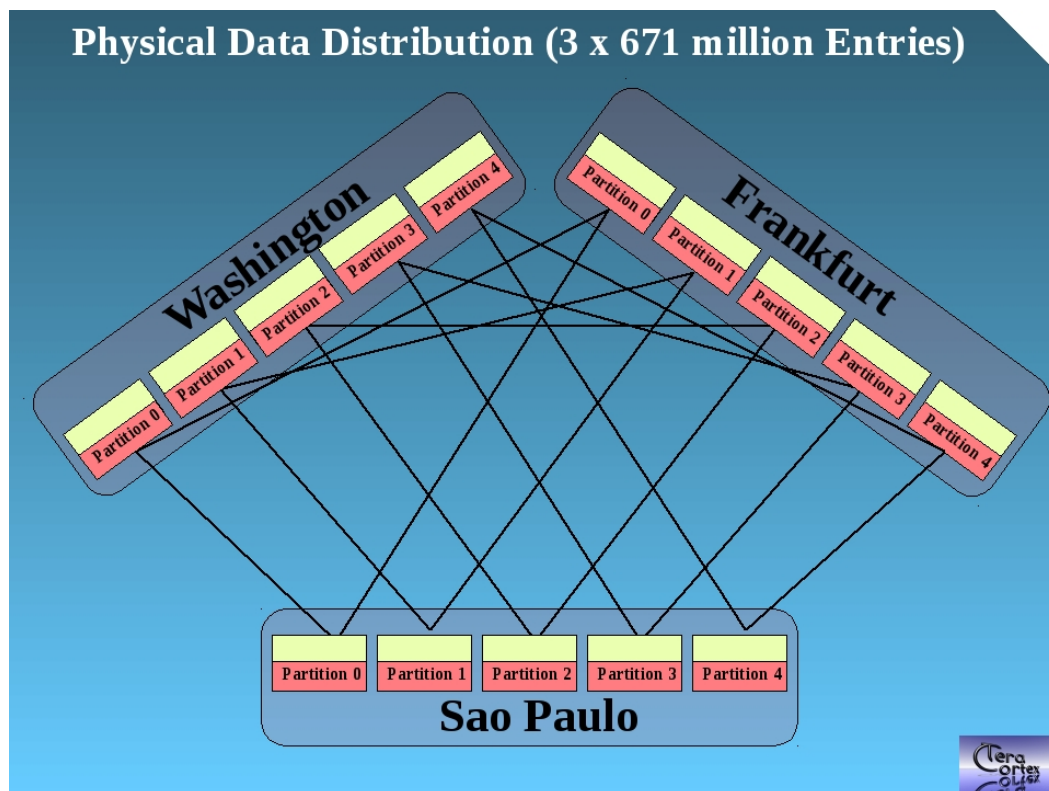 Physical Data Distribution (3 x 671 million Entries)
Washington
Partition 0
Partition 1
Partition 2
Partition 3
Partition 4
Frankfurt
Partition 0
Partition 1
Partition 2
Partition 3
Partition 4
Partition 0
Partition 1
Partition 2
Partition 3
Partition 4
Sao Paulo
Tera
Cortex